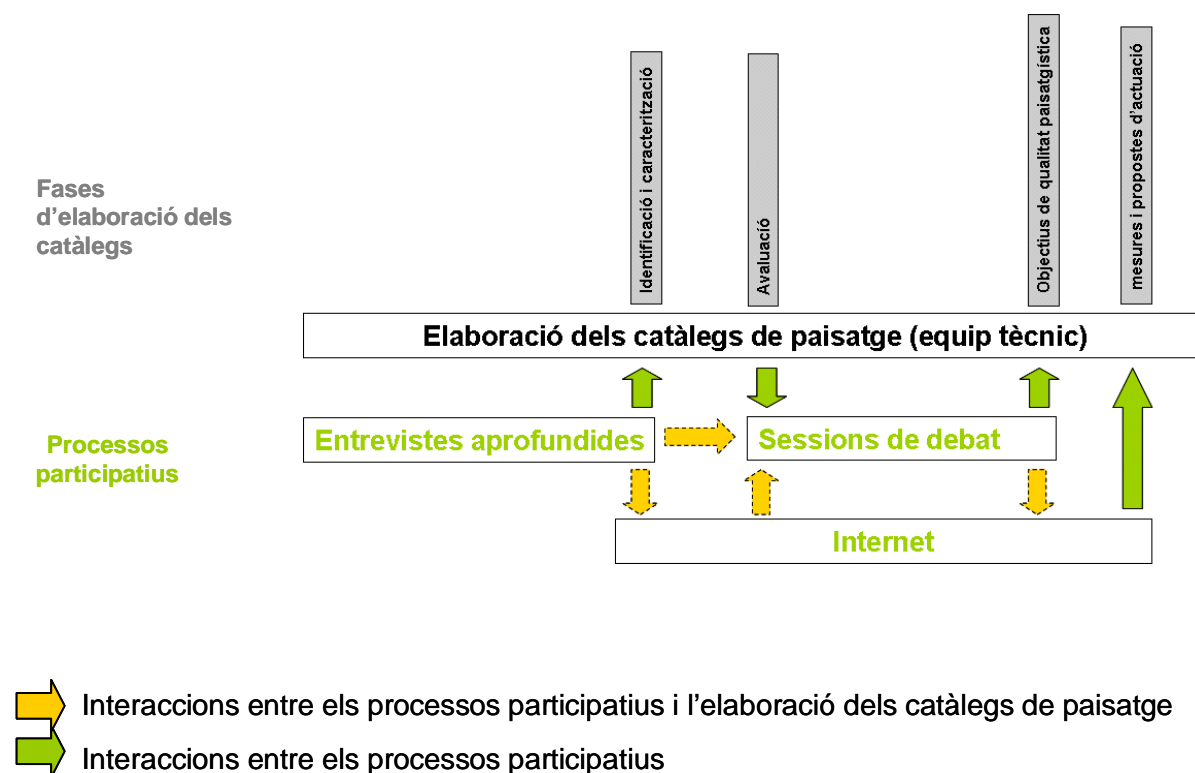 Identificació i caracterització
Avaluació
Objectius de qualitat paisatgística
mesures i propostes d'actuació
Fases
d'elaboració dels
catàlegs
Elaboració dels catàlegs de paisatge (equip tècnic)
Processos
participatius
Entrevistes aprofundides
Sessions de debat
Internet
Interaccions entre els processos participatius i l'elaboració dels catàlegs de paisatge
Interaccions entre els processos participatius